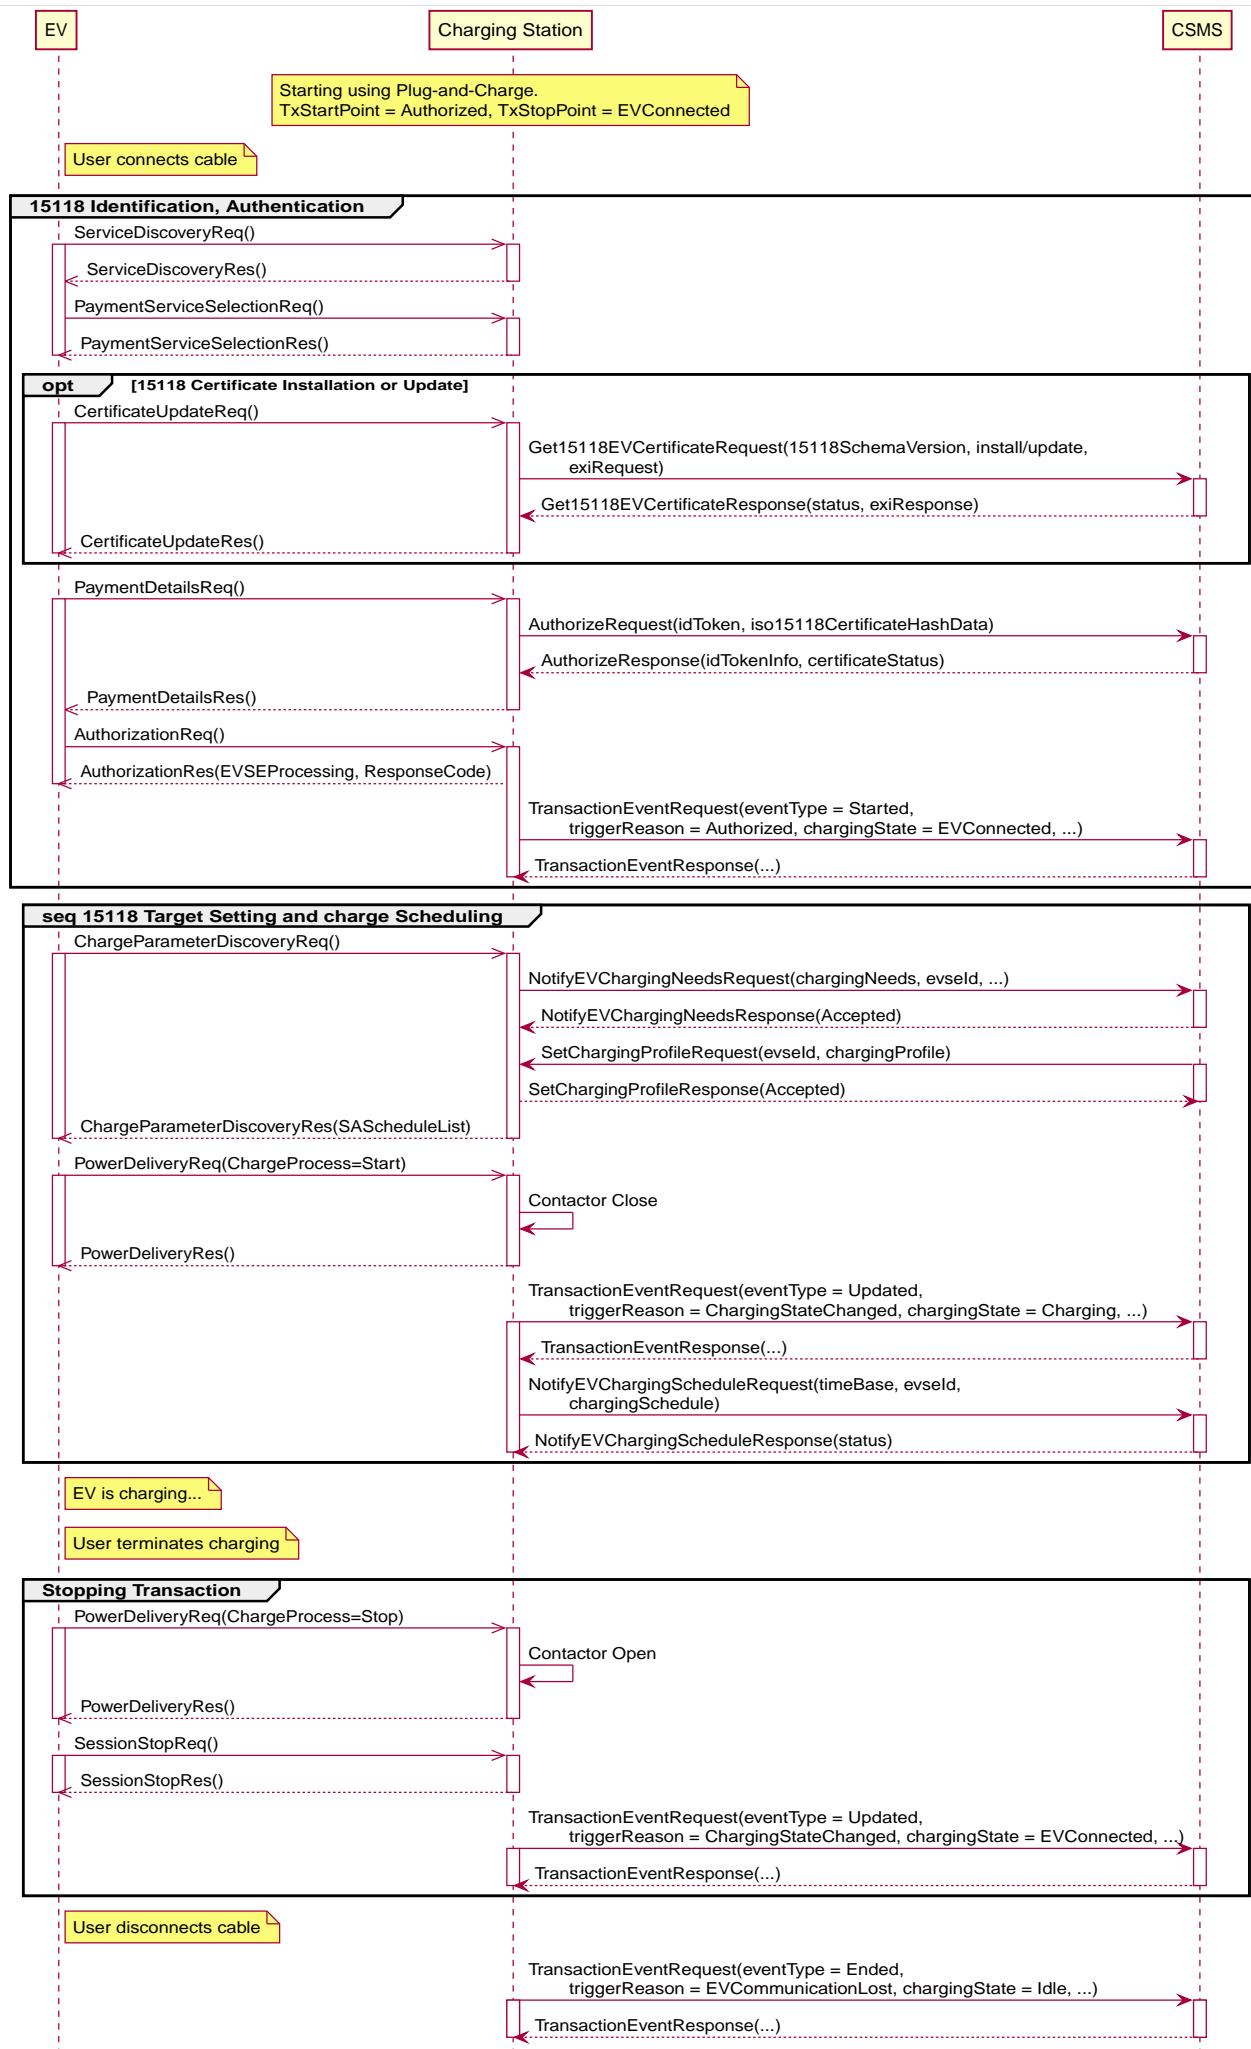 EV
Charging Station
CSMS
Starting using Plug-and-Charge.
TxStartPoint = Authorized, TxStopPoint = EVConnected
User connects cable
15118 Identification, Authentication
ServiceDiscoveryReq()
ServiceDiscoveryRes()
PaymentServiceSelectionReq()
PaymentServiceSelectionRes()
opt
[15118 Certificate Installation or Update]
CertificateUpdateReq()
Get15118EVCertificateRequest(15118SchemaVersion, install/update,
exiRequest)
Get15118EVCertificateResponse(status, exiResponse)
CertificateUpdateRes()
PaymentDetailsReq()
AuthorizeRequest(idToken, iso15118CertificateHashData)
AuthorizeResponse(idTokenInfo, certificateStatus)
PaymentDetailsRes()
AuthorizationReq()
AuthorizationRes(EVSEProcessing, ResponseCode)
TransactionEventRequest(eventType = Started,
triggerReason = Authorized, chargingState = EVConnected, ...)
TransactionEventResponse(...)
seq 15118 Target Setting and charge Scheduling
ChargeParameterDiscoveryReq()
NotifyEVChargingNeedsRequest(chargingNeeds, evseId, ...)
NotifyEVChargingNeedsResponse(Accepted)
SetChargingProfileRequest(evseId, chargingProfile)
SetChargingProfileResponse(Accepted)
ChargeParameterDiscoveryRes(SAScheduleList)
PowerDeliveryReq(ChargeProcess=Start)
Contactor Close
PowerDeliveryRes()
TransactionEventRequest(eventType = Updated,
triggerReason = ChargingStateChanged, chargingState = Charging, ...)
TransactionEventResponse(...)
NotifyEVChargingScheduleRequest(timeBase, evseId,
chargingSchedule)
NotifyEVChargingScheduleResponse(status)
EV is charging...
User terminates charging
Stopping Transaction
PowerDeliveryReq(ChargeProcess=Stop)
Contactor Open
PowerDeliveryRes()
SessionStopReq()
SessionStopRes()
TransactionEventRequest(eventType = Updated,
triggerReason = ChargingStateChanged, chargingState = EVConnected, ...)
TransactionEventResponse(...)
User disconnects cable
TransactionEventRequest(eventType = Ended,
triggerReason = EVCommunicationLost, chargingState = Idle, ...)
TransactionEventResponse(...)